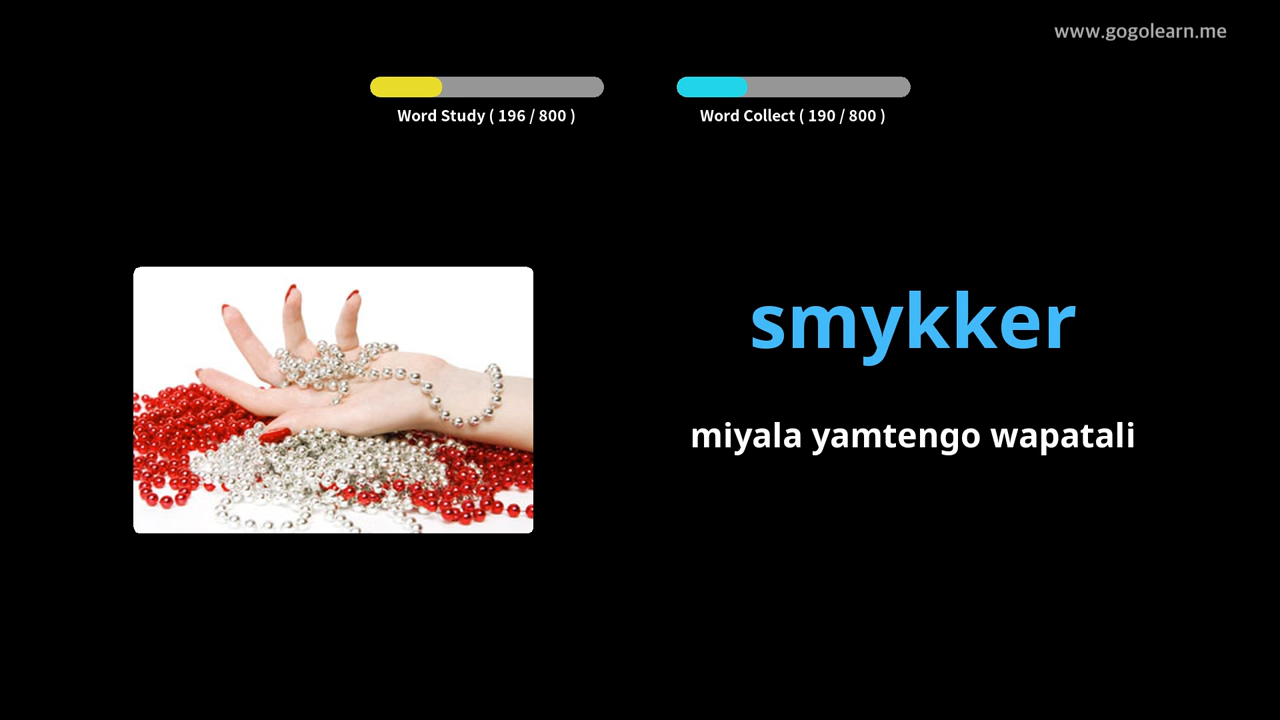 www.gogolearn.me
Word Study ( 196 / 800 )
Word Collect ( 190 / 800 )
smykker
miyala yamtengo wapatali